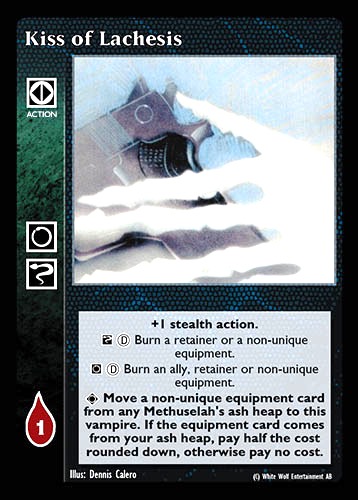 Kiss of Lachesis
ACTION
+1 stealth action.
D Burn a retainer or a non-unique
equipment.
D Burn an ally, retainer or non-unique
equipment.
Move a non-unique equipment card
from any Methuselah's ash heap to this
vampire. If the equipment card comes
from your ash heap, pay half the cost
rounded down, otherwise pay no cost.
1
Illus: Dennis Calero
(C) White Wolf Entertainment AB